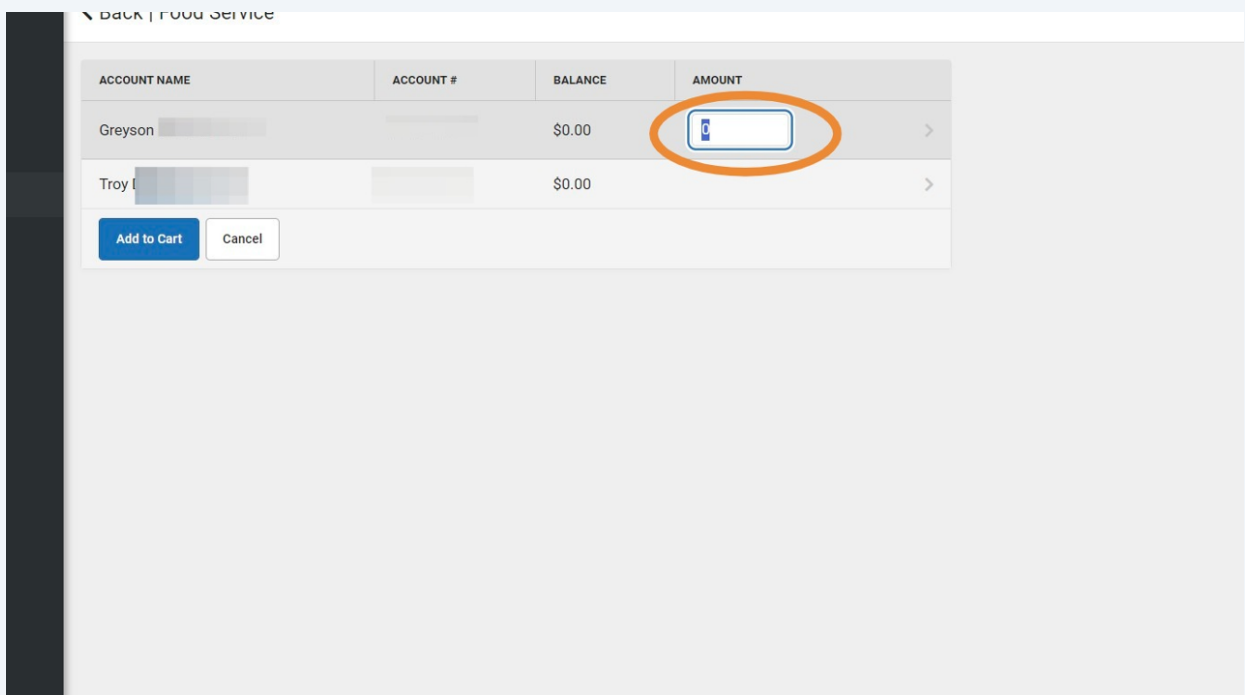 Back | Food Service
ACCOUNT NAME ACCOUNT # BALANCE AMOUNT
Greyson $0.00 0
Troy $0.00
Add to Cart Cancel